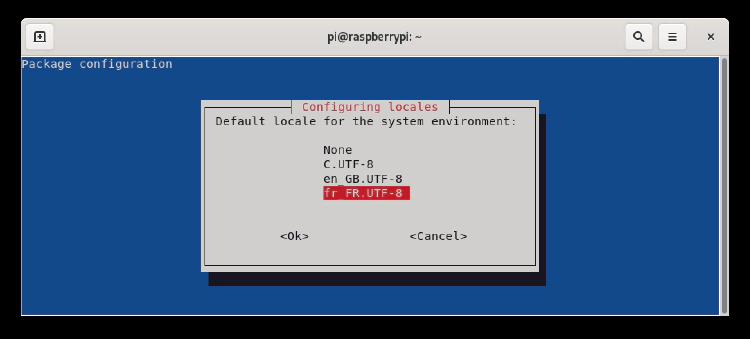 pi@raspberrypi: ~
Package configuration
Configuring locales
Default locale for the system environment:
None
C.UTF-8
en_GB.UTF-8
fr_FR.UTF-8
<Ok> <Cancel>